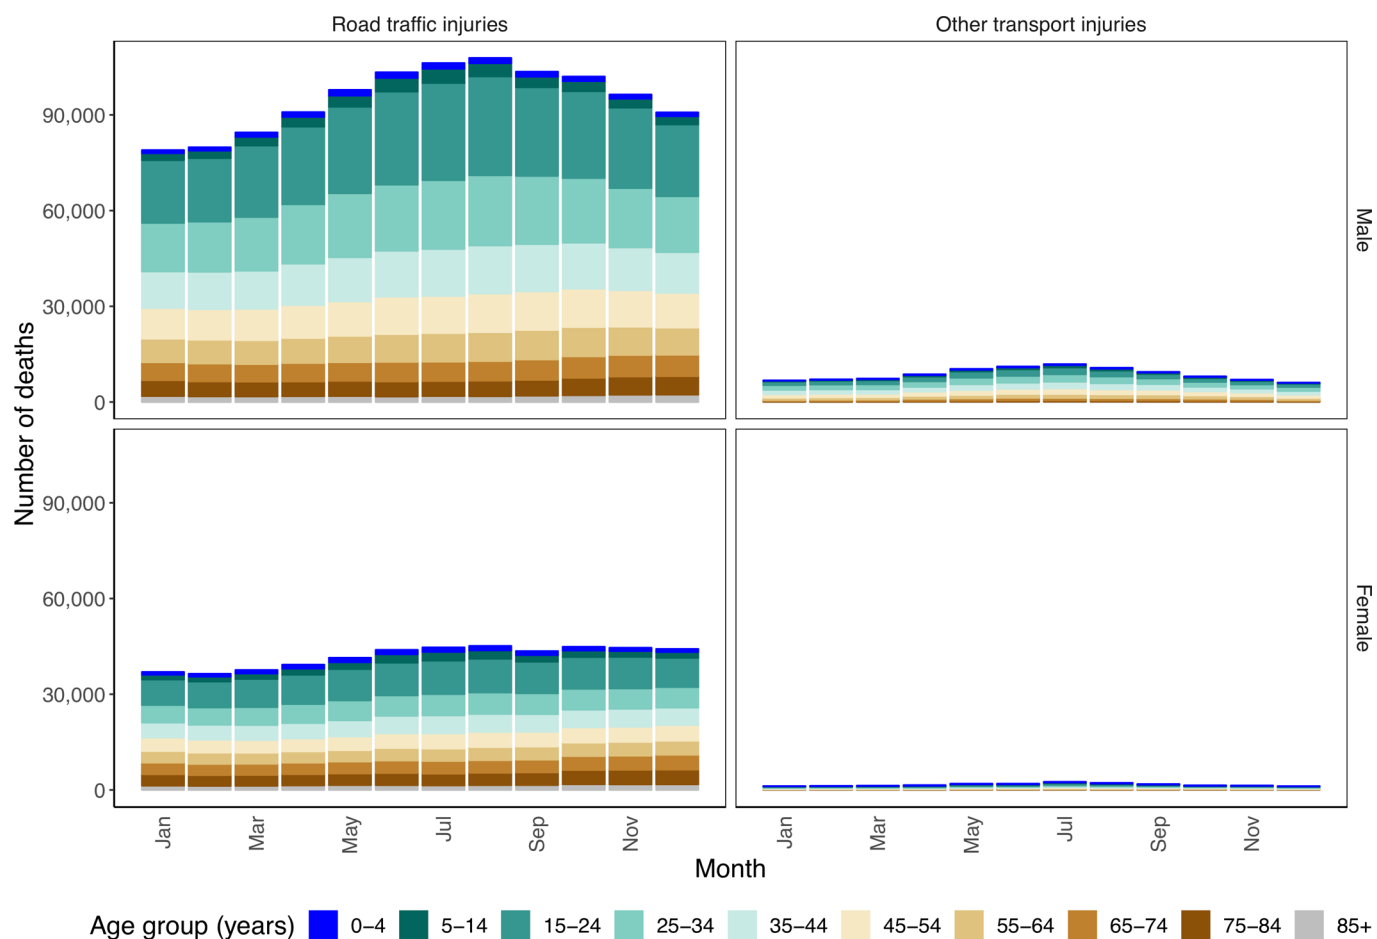 Road traffic injuries
Other transport injuries
Number of deaths
90,000
60,000
30,000
0
Male
90,000
60,000
30,000
0
Female
Jan Mar May Jul Sep Nov
Jan Mar May Jul Sep Nov
Month
Age group (years) 0–4 5–14 15–24 25–34 35–44 45–54 55–64 65–74 75–84 85+